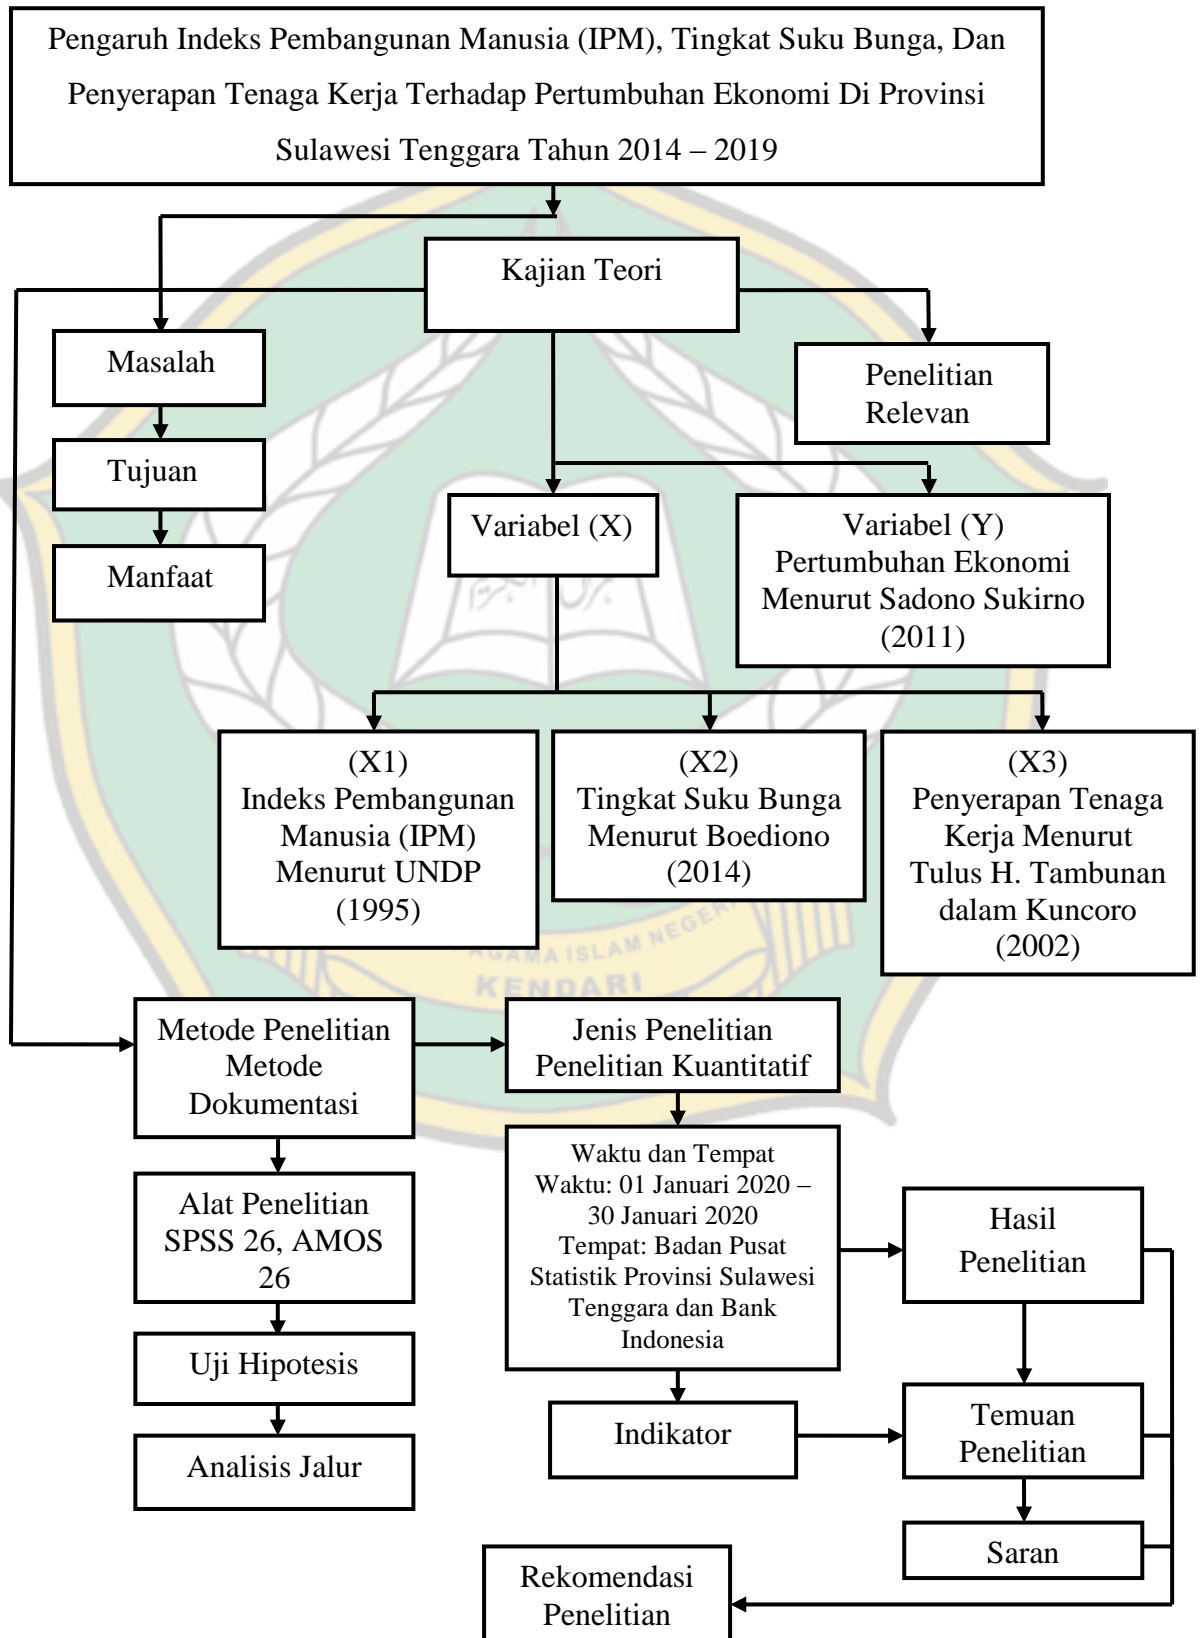 Pengaruh Indeks Pembangunan Manusia (IPM), Tingkat Suku Bunga, Dan
Penyerapan Tenaga Kerja Terhadap Pertumbuhan Ekonomi Di Provinsi
Sulawesi Tenggara Tahun 2014 – 2019
Kajian Teori
Masalah
Penelitian
Relevan
Tujuan
Manfaat
Variabel (X)
Variabel (Y)
Pertumbuhan Ekonomi
Menurut Sadono Sukirno
(2011)
(X1)
Indeks Pembangunan
Manusia (IPM)
Menurut UNDP
(1995)
(X2)
Tingkat Suku Bunga
Menurut Boediono
(2014)
(X3)
Penyerapan Tenaga
Kerja Menurut
Tulus H. Tambunan
dalam Kuncoro
(2002)
AGAMA ISLAM NEGERI
KENDARI
Metode Penelitian
Metode
Dokumentasi
Jenis Penelitian
Penelitian Kuantitatif
Alat Penelitian
SPSS 26, AMOS
26
Waktu dan Tempat
Waktu: 01 Januari 2020 –
30 Januari 2020
Tempat: Badan Pusat
Statistik Provinsi Sulawesi
Tenggara dan Bank
Indonesia
Hasil
Penelitian
Uji Hipotesis
Analisis Jalur
Indikator
Temuan
Penelitian
Saran
Rekomendasi
Penelitian